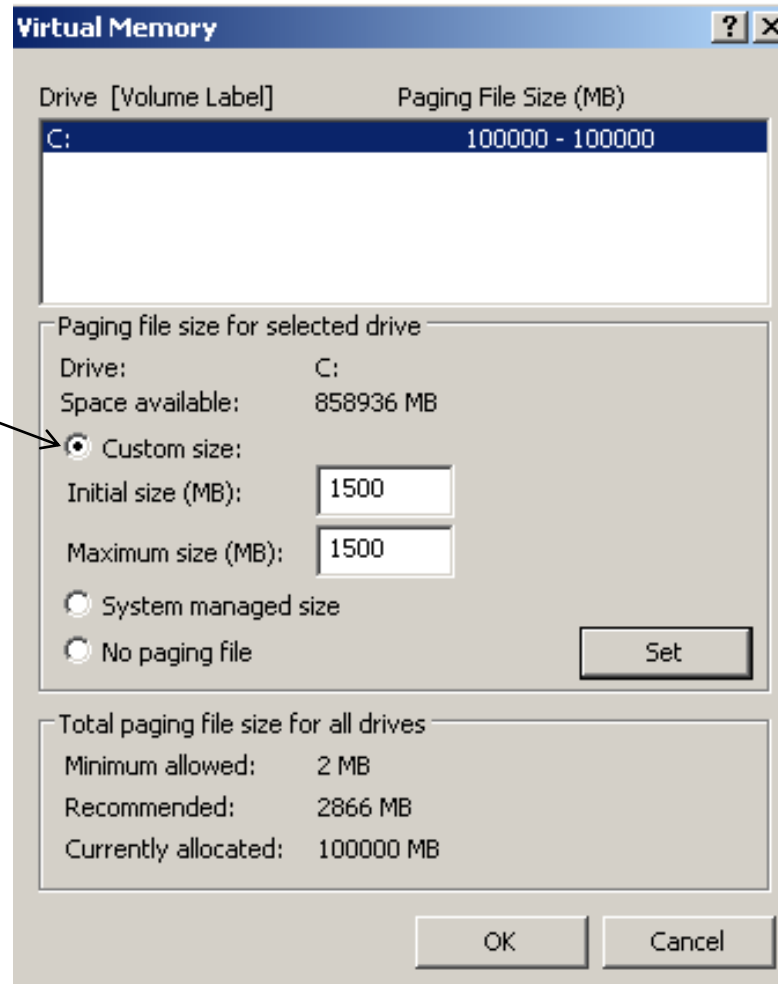 Virtual Memory
Drive [Volume Label] Paging File Size (MB)
C: 100000 - 100000
Paging file size for selected drive
Drive: C:
Space available: 858936 MB
Custom size:
Initial size (MB): 1500
Maximum size (MB): 1500
System managed size
No paging file Set
Total paging file size for all drives
Minimum allowed: 2 MB
Recommended: 2866 MB
Currently allocated: 100000 MB
OK Cancel